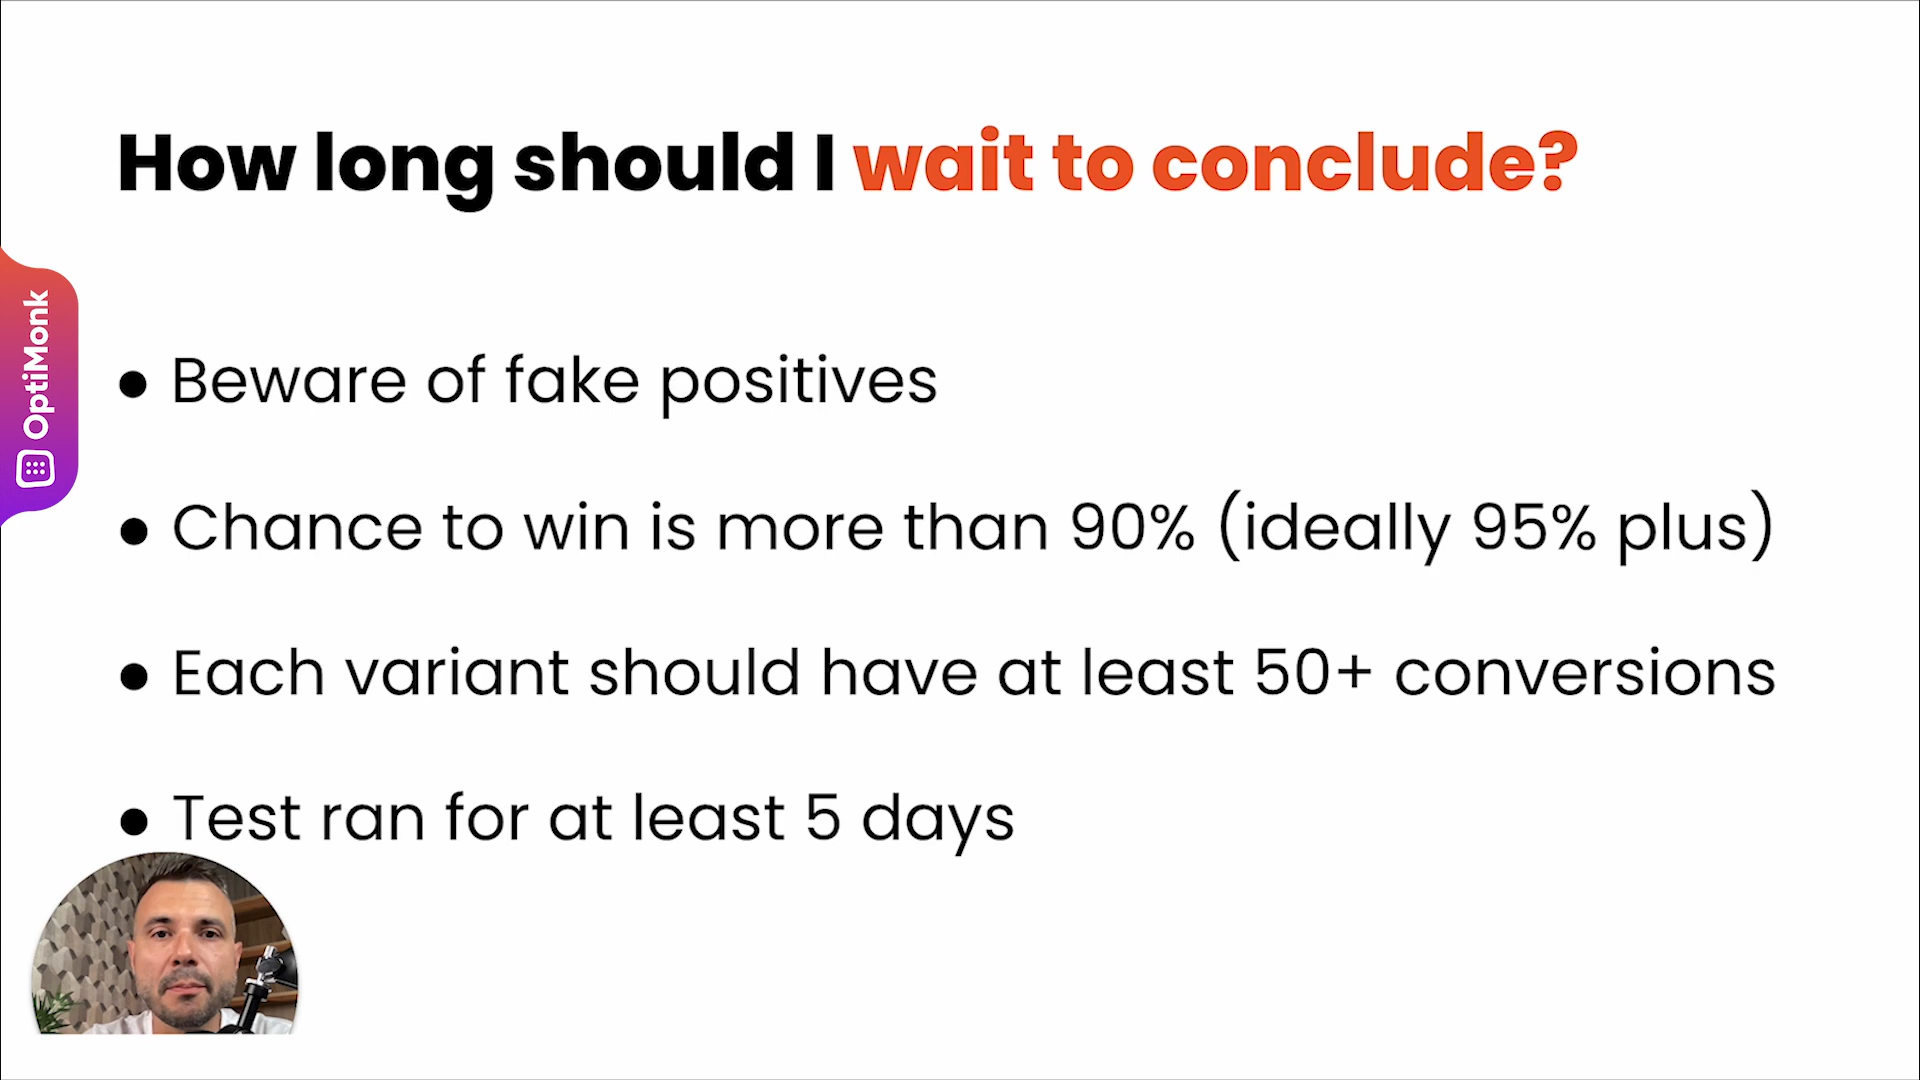 How long should I wait to conclude?
OptiMonk
● Beware of fake positives
● Chance to win is more than 90% (ideally 95% plus)
● Each variant should have at least 50+ conversions
● Test ran for at least 5 days